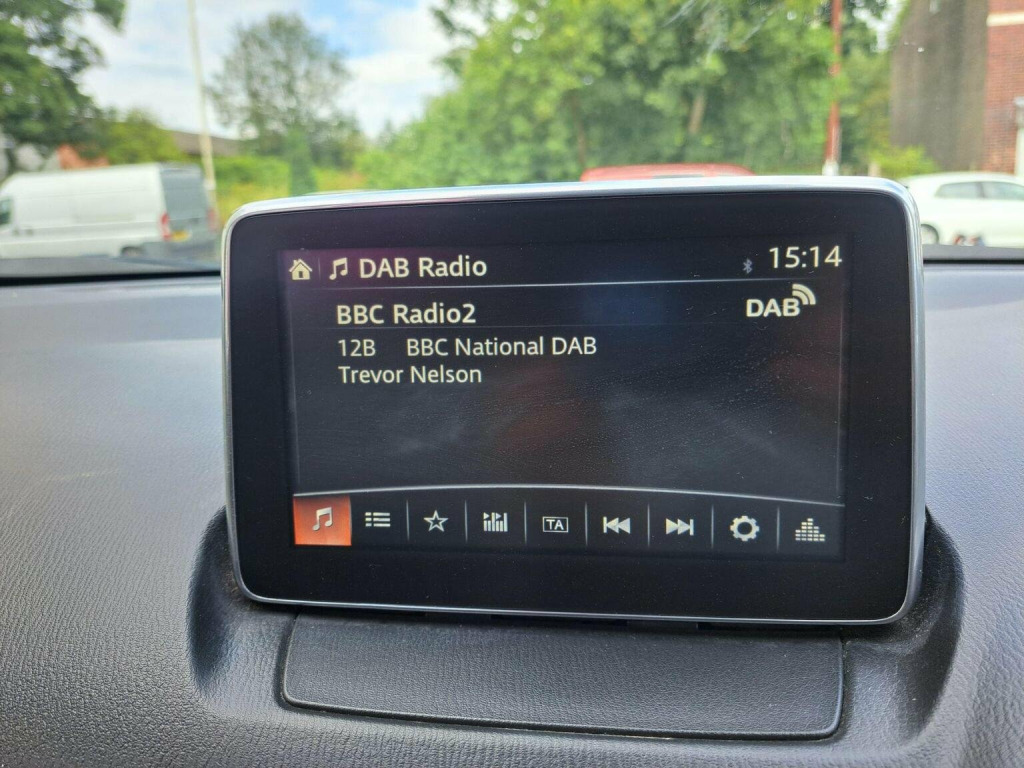 DAB Radio 15:14
BBC Radio2 DAB
12B BBC National DAB
Trevor Nelson
TA